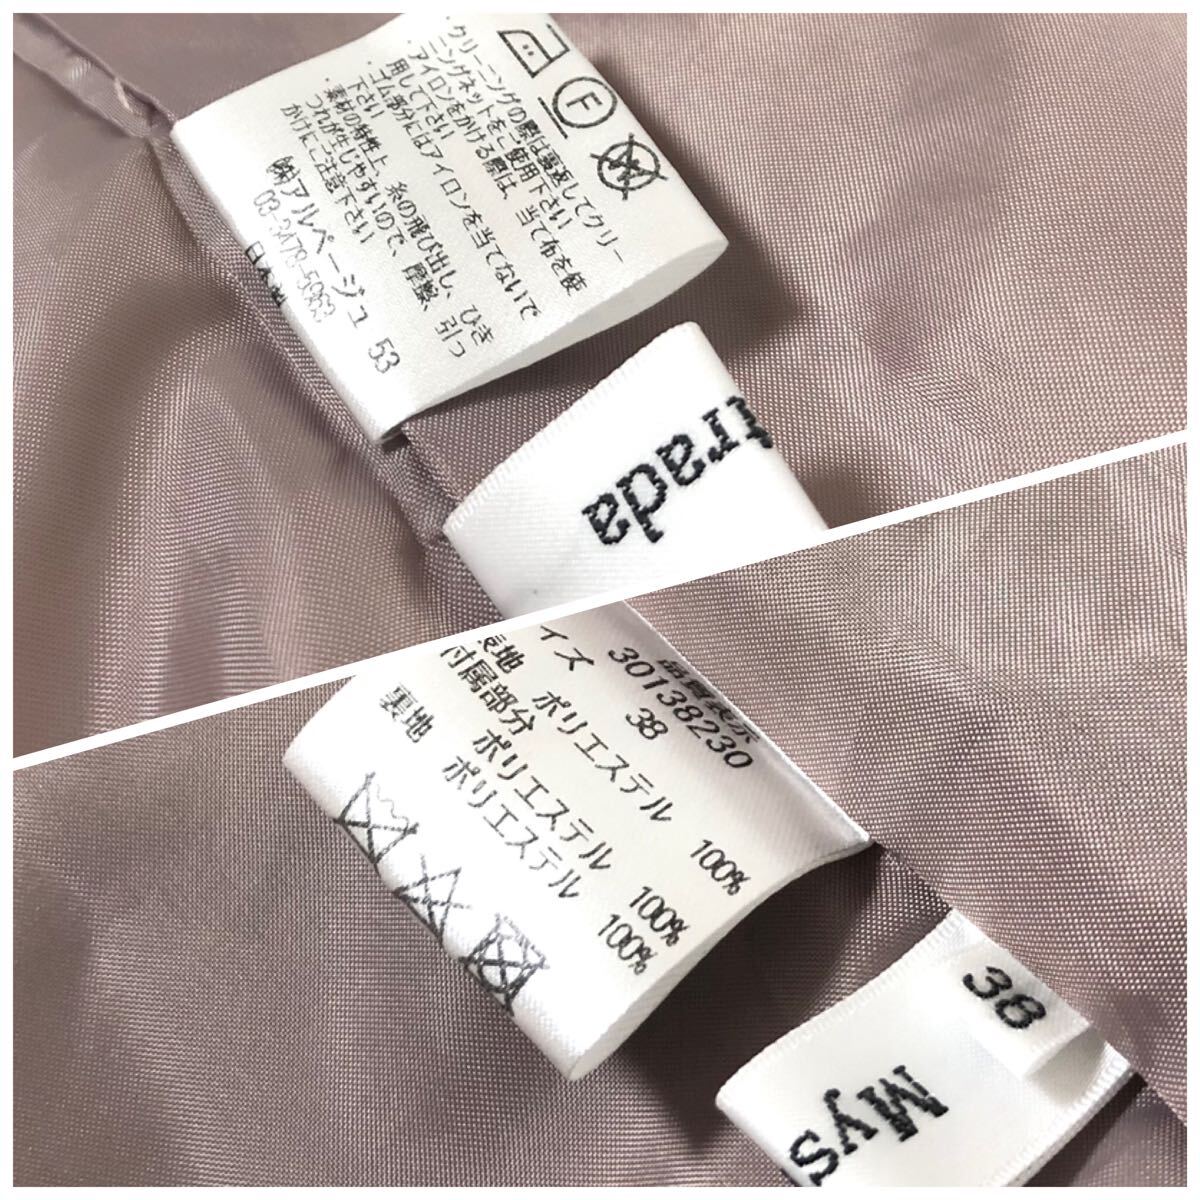 F
W
・クリーニングの際は裏返してクリー
ニングネットをご使用下さい
・アイロンをかける際は、当て布を使
用して下さい
・ゴム部分にはアイロンを当てないで
下さい
・素材の特性上、糸の飛び出し、ひき
つれが生じやすいので、摩擦、引っ
かけにご注意下さい
㈱アルページュ 53
03-3478-5063
trada
品質表示
30138230
イズ 38
表地 ポリエステル 100%
付属部分 ポリエステル 100%
裏地 ポリエステル 100%
38
Mys